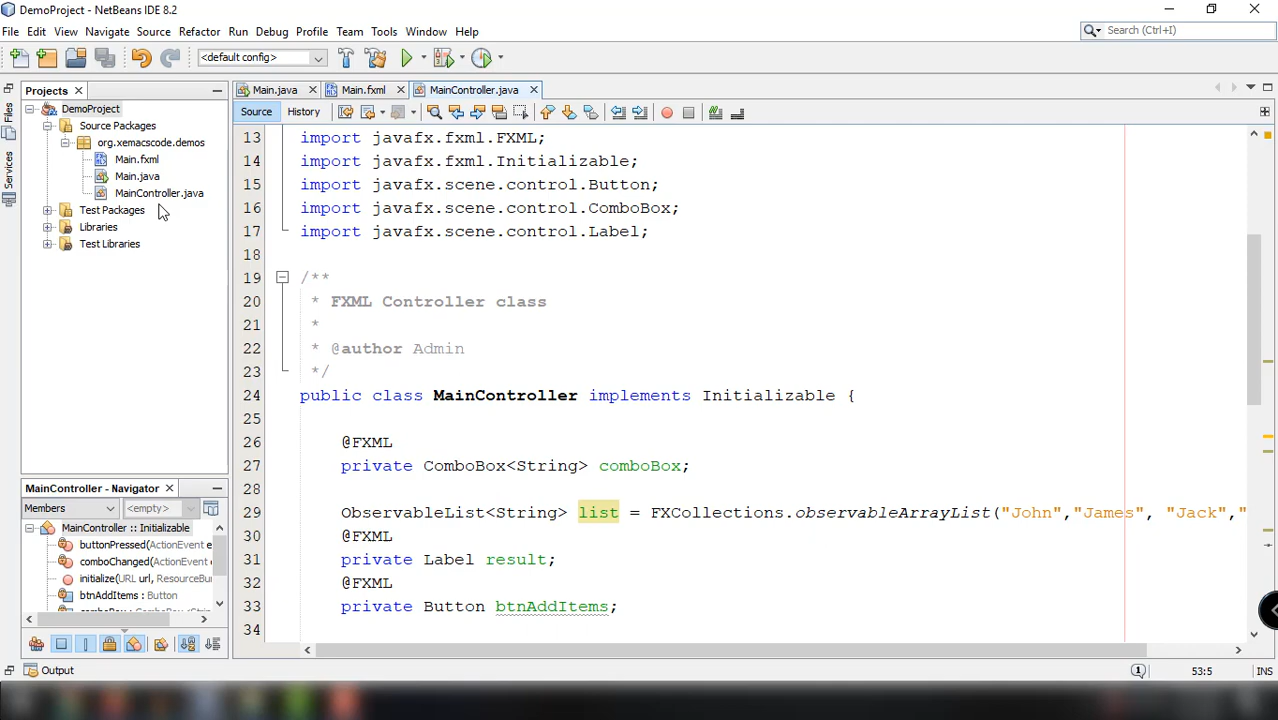 DemoProject - NetBeans IDE 8.2
File Edit View Navigate Source Refactor Run Debug Profile Team Tools Window Help
Search (Ctrl+I)
<default config>
Projects
Files
Services
DemoProject
Source Packages
org.xemacscode.demos
Main.fxml
Main.java
MainController.java
Test Packages
Libraries
Test Libraries
MainController - Navigator
Members <empty>
MainController :: Initializable
buttonPressed(ActionEvent e
comboChanged(ActionEvent
initialize(URL url, ResourceBun
btnAddItems : Button
Main.java Main.fxml MainController.java
Source History
13 import javafx.fxml.FXML;
14 import javafx.fxml.Initializable;
15 import javafx.scene.control.Button;
16 import javafx.scene.control.ComboBox;
17 import javafx.scene.control.Label;
18
19 /**
20 * FXML Controller class
21 *
22 * @author Admin
23 */
24 public class MainController implements Initializable {
25
26 @FXML
27 private ComboBox<String> comboBox;
28
29 ObservableList<String> list = FXCollections.observableArrayList("John","James", "Jack","
30 @FXML
31 private Label result;
32 @FXML
33 private Button btnAddItems;
34
Output
1 53:5 INS